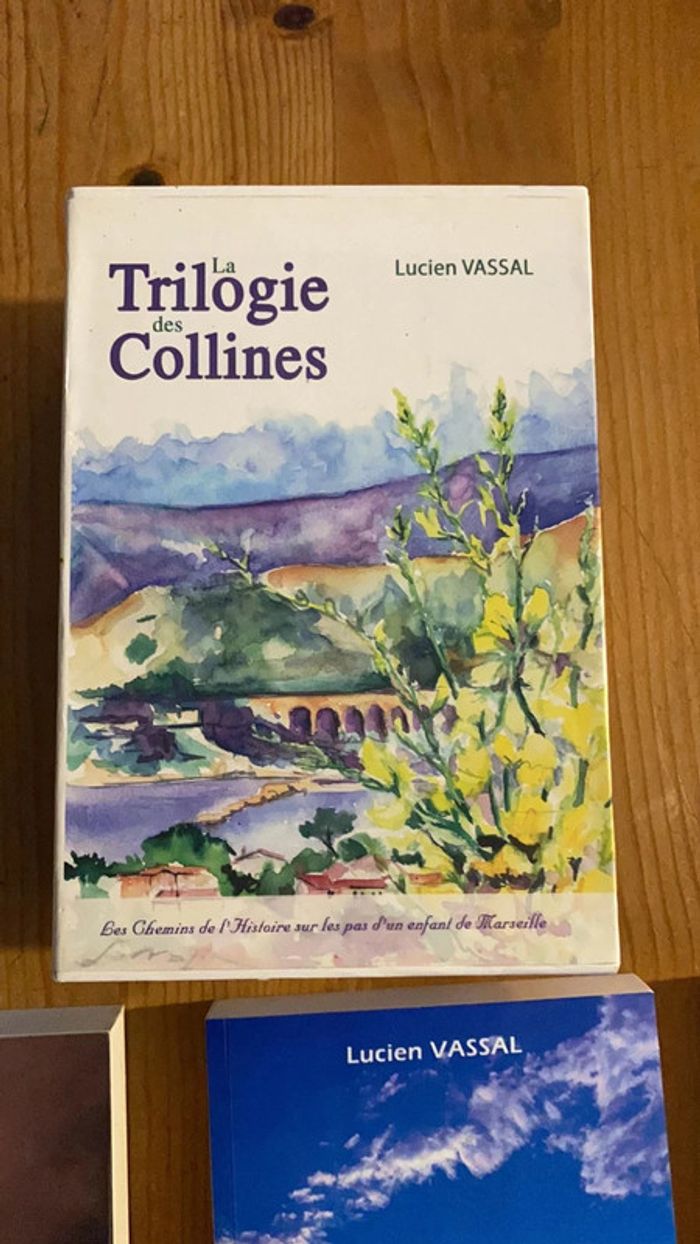 La
Trilogie
des
Collines
Lucien VASSAL
Les Chemins de l'Histoire sur les pas d'un enfant de Marseille
Lucien VASSAL